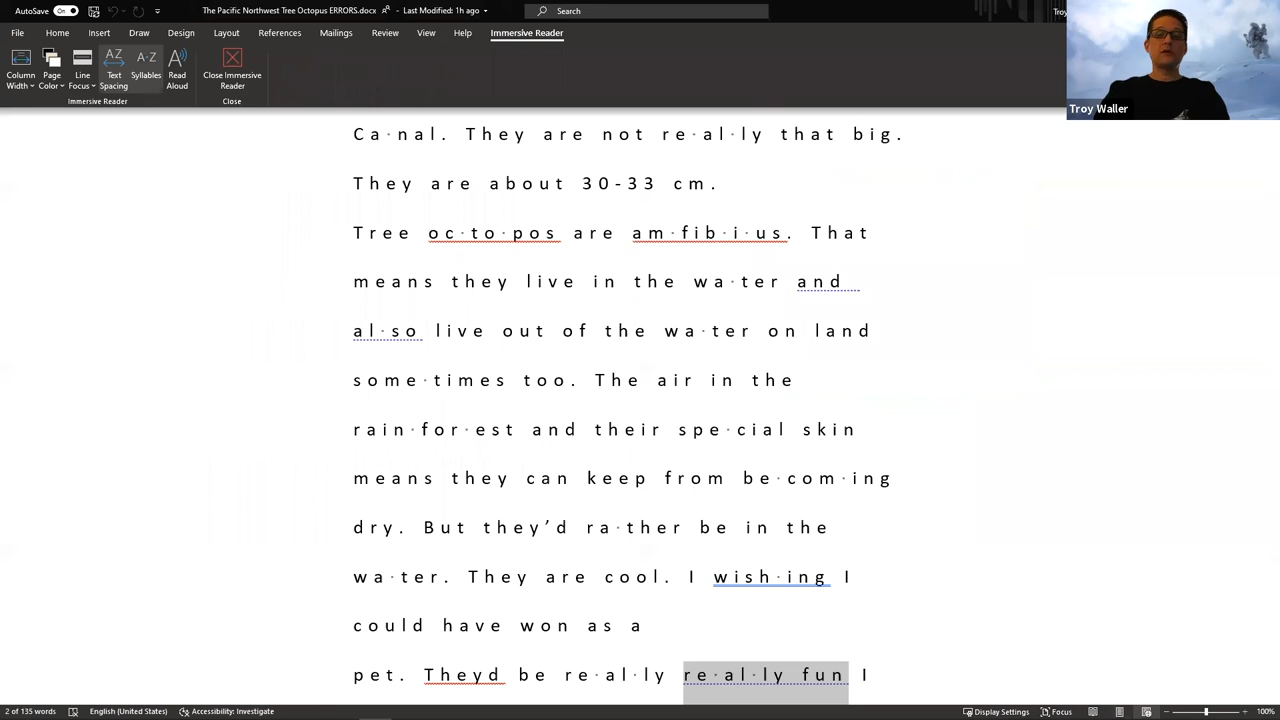 AutoSave On The Pacific Northwest Tree Octopus ERRORS.docx Last Modified: 1h ago Search Troy
File Home Insert Draw Design Layout References Mailings Review View Help Immersive Reader
Column Width Page Color Line Focus Text Spacing Syllables Read Aloud Close Immersive Reader
Immersive Reader Close
Troy Waller
Ca·nal. They are not re·al·ly that big.
They are about 30-33 cm.
Tree oc·to·pos are am·fib·i·us. That
means they live in the wa·ter and
al·so live out of the wa·ter on land
some·times too. The air in the
rain·for·est and their spe·cial skin
means they can keep from be·com·ing
dry. But they’d ra·ther be in the
wa·ter. They are cool. I wish·ing I
could have won as a
pet. Theyd be re·al·ly re·al·ly fun I
2 of 135 words English (United States) Accessibility: Investigate Display Settings Focus 100%